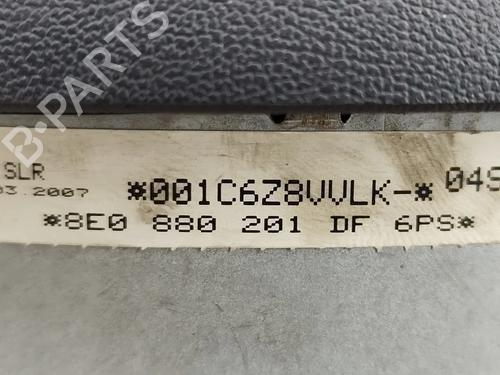 B-PARTS
SLR
03.2007 *001C6Z8VVLK-* 04S
*8E0 880 201 DF 6PS*